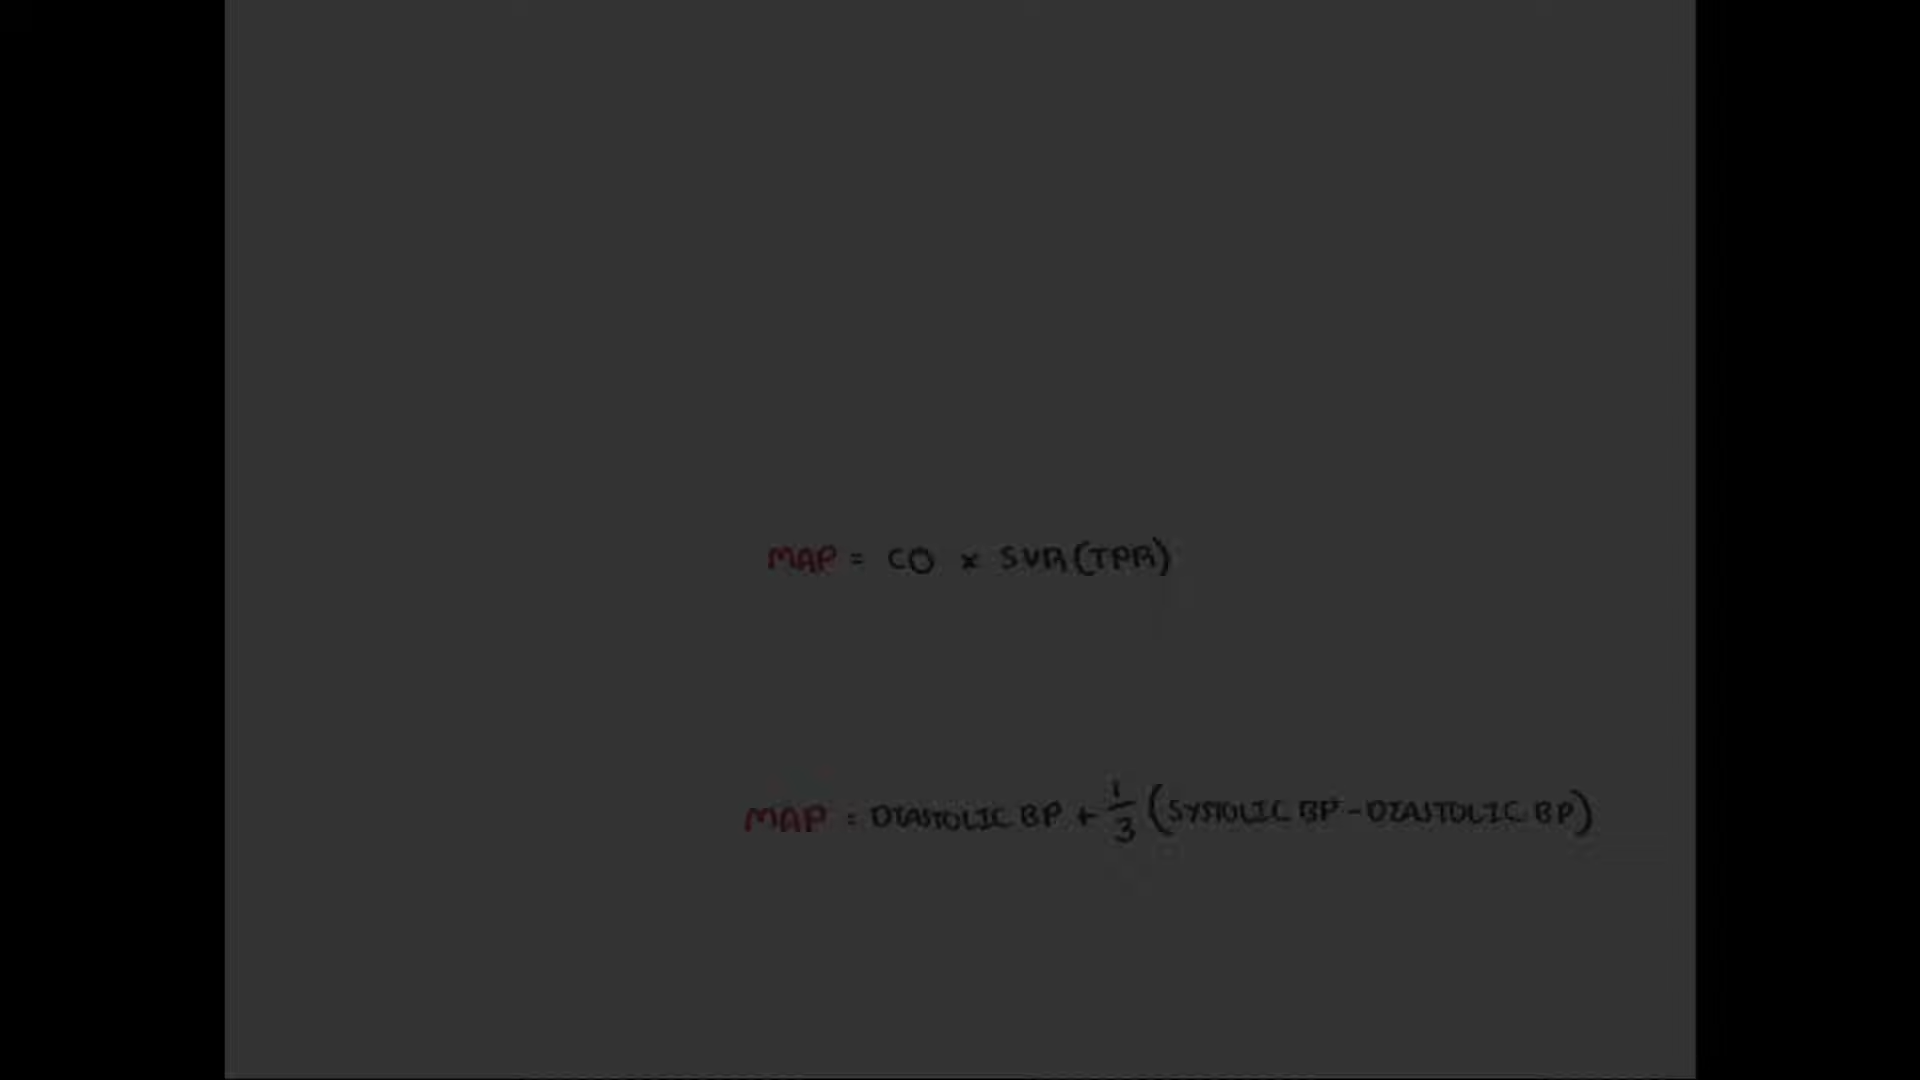 MAP = CO x SVR (TPR)
MAP = DIASTOLIC BP + 1/3 (SYSTOLIC BP - DIASTOLIC BP)